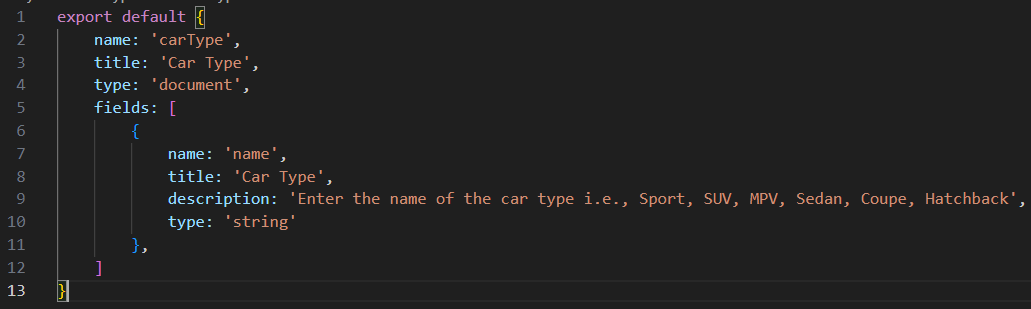 1 export default {
2 name: 'carType',
3 title: 'Car Type',
4 type: 'document',
5 fields: [
6 {
7 name: 'name',
8 title: 'Car Type',
9 description: 'Enter the name of the car type i.e., Sport, SUV, MPV, Sedan, Coupe, Hatchback',
10 type: 'string'
11 },
12 ]
13 }